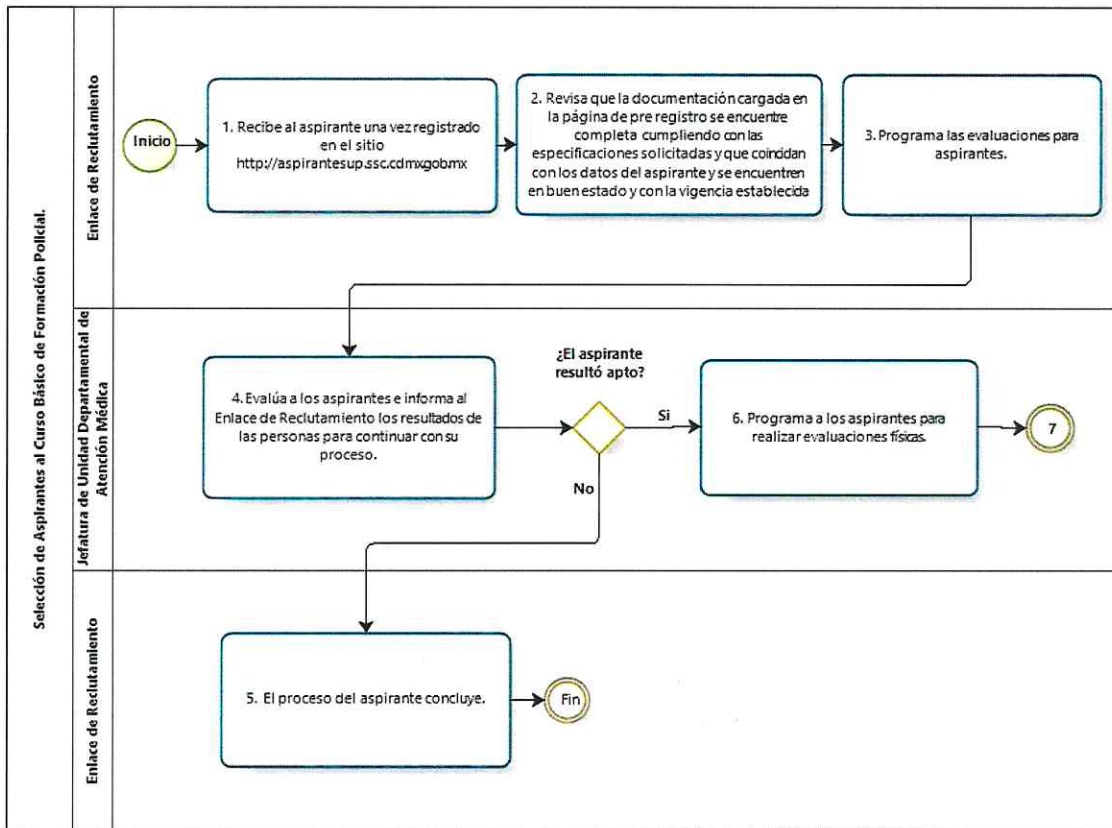 Selección de Aspirantes al Curso Básico de Formación Policial.
Enlace de Reclutamiento
Inicio
1. Recibe al aspirante una vez registrado
en el sitio
http://aspirantesup.ssc.cdmxgobmx
2. Revisa que la documentación cargada en
la página de pre registro se encuentre
completa cumpliendo con las
especificaciones solicitadas y que coincidan
con los datos del aspirante y se encuentren
en buen estado y con la vigencia establecida
3. Programa las evaluaciones para
aspirantes.
Jefatura de Unidad Departamental de
Atención Médica
4. Evalúa a los aspirantes e informa al
Enlace de Reclutamiento los resultados de
las personas para continuar con su
proceso.
¿El aspirante
resultó apto?
Si
No
6. Programa a los aspirantes para
realizar evaluaciones físicas.
7
Enlace de Reclutamiento
5. El proceso del aspirante concluye.
Fin